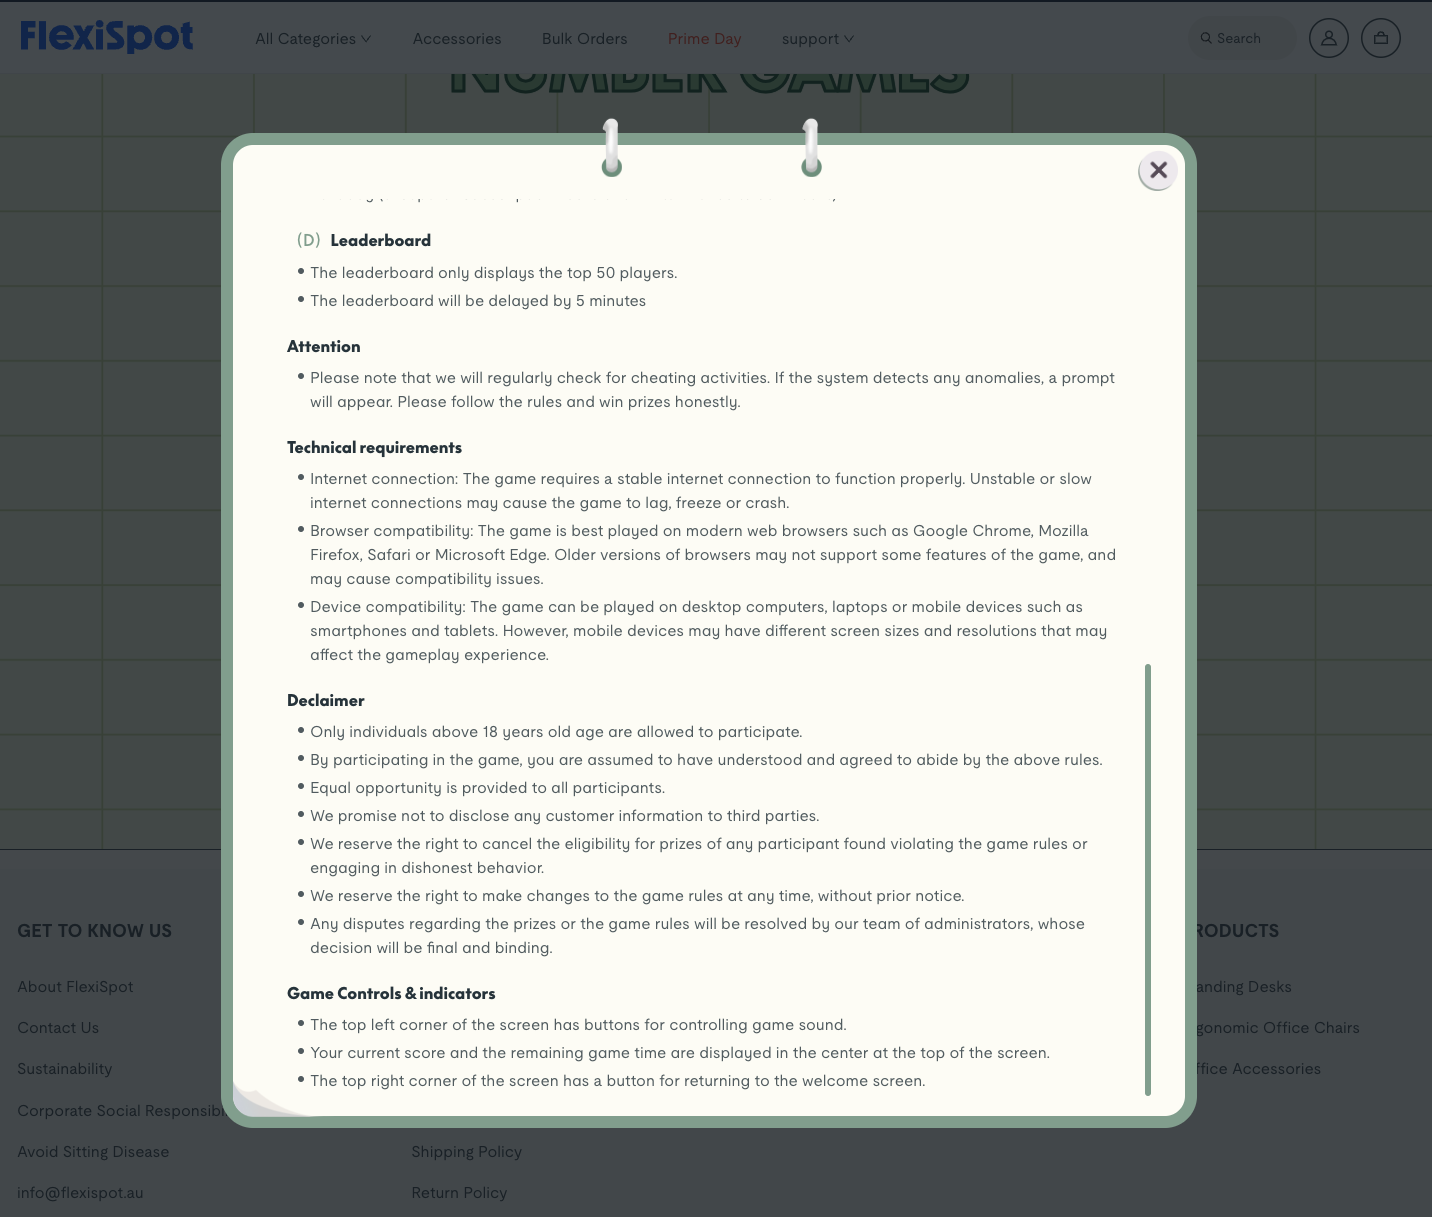 FlexiSpot
All Categories
Accessories
Bulk Orders
Prime Day
support
Search
NUMBER GAMES
(D) Leaderboard
• The leaderboard only displays the top 50 players.
• The leaderboard will be delayed by 5 minutes
Attention
• Please note that we will regularly check for cheating activities. If the system detects any anomalies, a prompt
will appear. Please follow the rules and win prizes honestly.
Technical requirements
• Internet connection: The game requires a stable internet connection to function properly. Unstable or slow
internet connections may cause the game to lag, freeze or crash.
• Browser compatibility: The game is best played on modern web browsers such as Google Chrome, Mozilla
Firefox, Safari or Microsoft Edge. Older versions of browsers may not support some features of the game, and
may cause compatibility issues.
• Device compatibility: The game can be played on desktop computers, laptops or mobile devices such as
smartphones and tablets. However, mobile devices may have different screen sizes and resolutions that may
affect the gameplay experience.
Declaimer
• Only individuals above 18 years old age are allowed to participate.
• By participating in the game, you are assumed to have understood and agreed to abide by the above rules.
• Equal opportunity is provided to all participants.
• We promise not to disclose any customer information to third parties.
• We reserve the right to cancel the eligibility for prizes of any participant found violating the game rules or
engaging in dishonest behavior.
• We reserve the right to make changes to the game rules at any time, without prior notice.
• Any disputes regarding the prizes or the game rules will be resolved by our team of administrators, whose
decision will be final and binding.
Game Controls & indicators
• The top left corner of the screen has buttons for controlling game sound.
• Your current score and the remaining game time are displayed in the center at the top of the screen.
• The top right corner of the screen has a button for returning to the welcome screen.
GET TO KNOW US
About FlexiSpot
Contact Us
Sustainability
Corporate Social Responsibi
Avoid Sitting Disease
info@flexispot.au
Shipping Policy
Return Policy
RODUCTS
anding Desks
gonomic Office Chairs
ffice Accessories